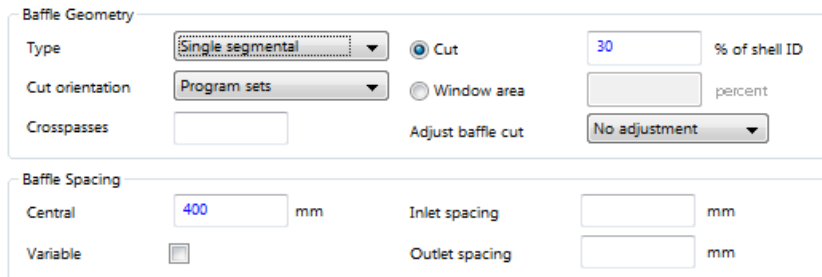 Baffle Geometry
Type Single segmental Cut 30 % of shell ID
Cut orientation Program sets Window area percent
Crosspasses Adjust baffle cut No adjustment
Baffle Spacing
Central 400 mm Inlet spacing mm
Variable Outlet spacing mm